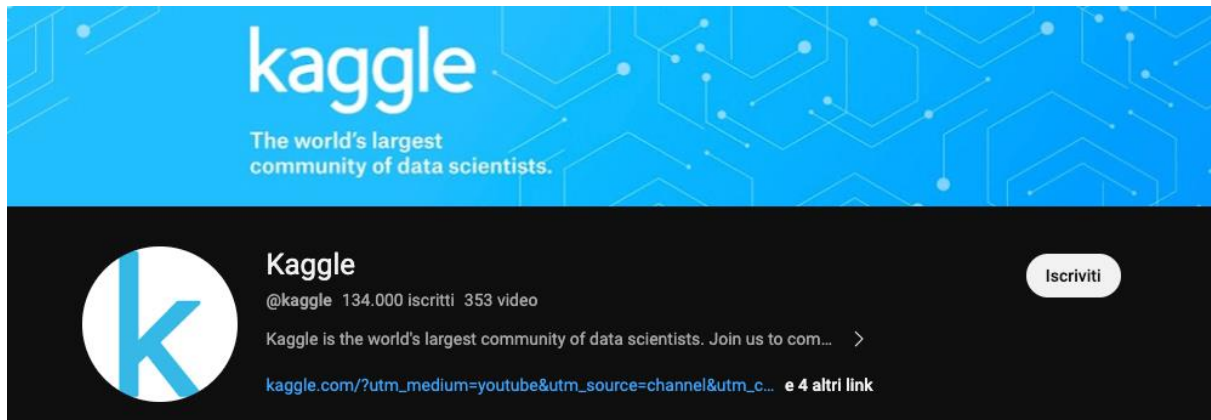 kaggle
The world's largest
community of data scientists.
k
Kaggle
Iscriviti
@kaggle 134.000 iscritti 353 video
Kaggle is the world's largest community of data scientists. Join us to com...
kaggle.com/?utm_medium=youtube&utm_source=channel&utm_c... e 4 altri link